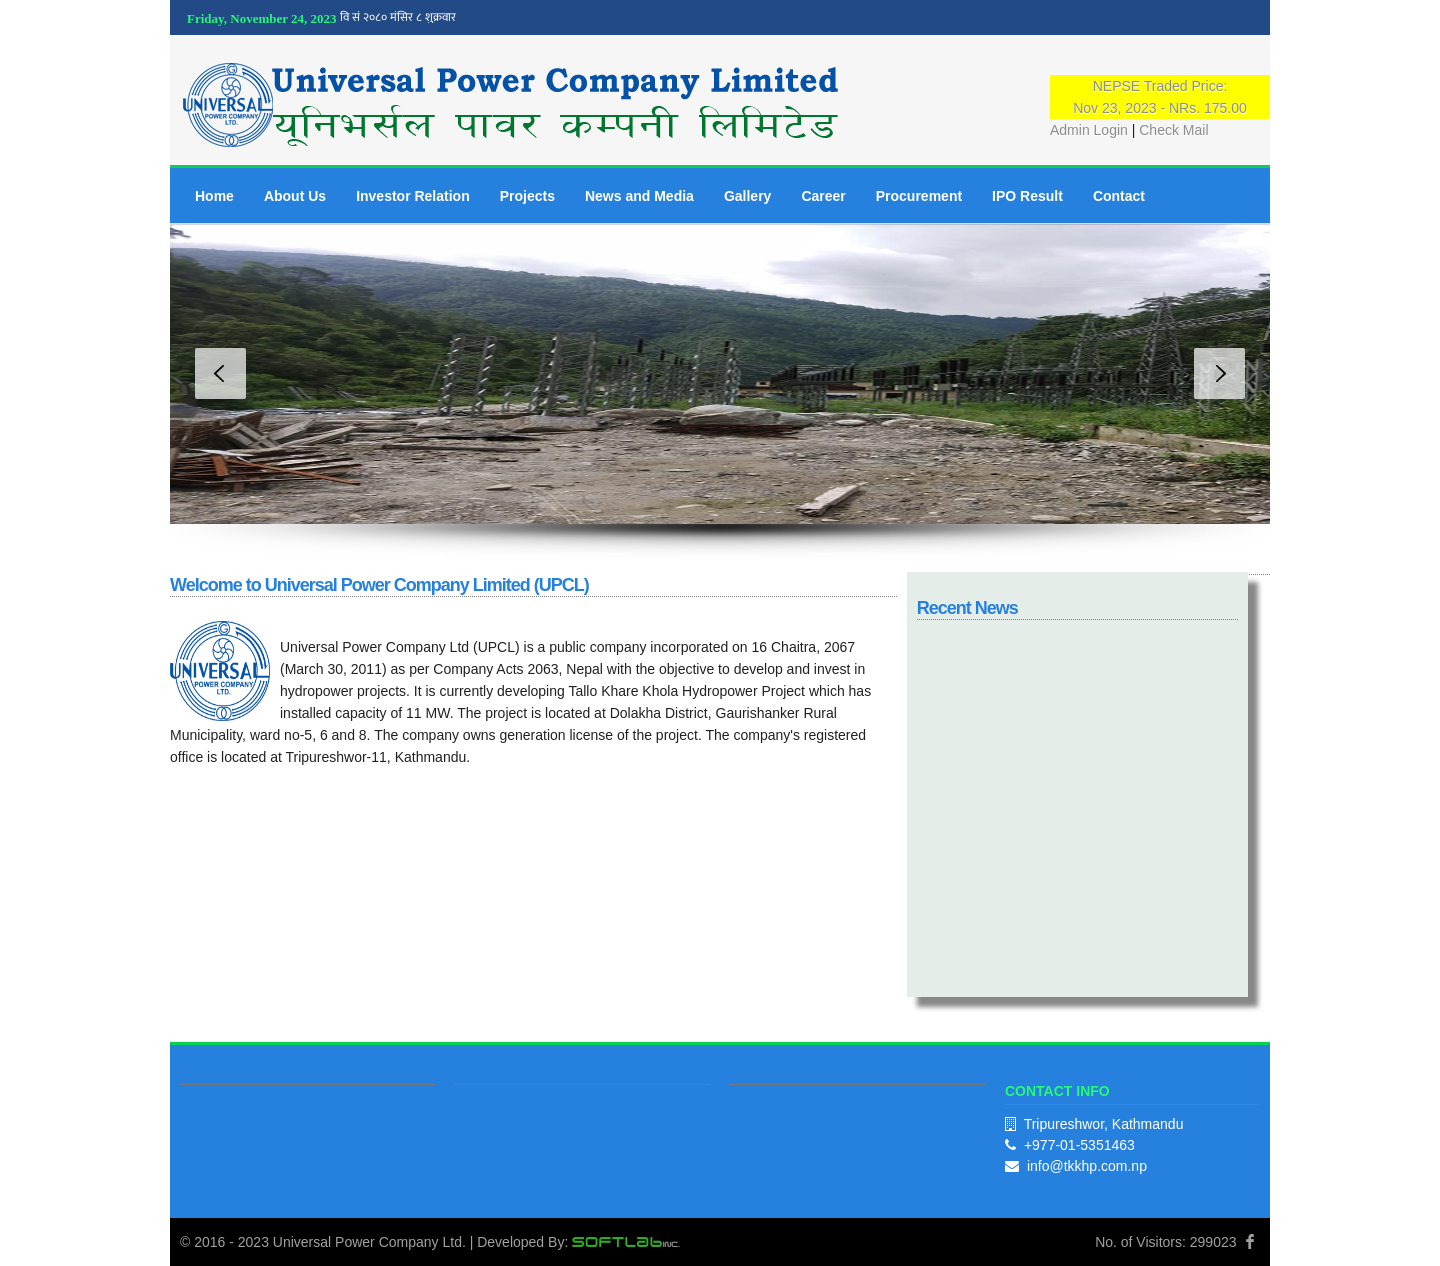 Friday, November 24, 2023 वि सं २०८० मंसिर ८ शुक्रवार
UNIVERSAL
POWER COMPANY
LTD.
Universal Power Company Limited
यूनिभर्सल पावर कम्पनी लिमिटेड
NEPSE Traded Price:
Nov 23, 2023 - NRs. 175.00
Admin Login | Check Mail
Home About Us Investor Relation Projects News and Media Gallery Career Procurement IPO Result Contact
Welcome to Universal Power Company Limited (UPCL)
UNIVERSAL
POWER COMPANY
LTD.
Universal Power Company Ltd (UPCL) is a public company incorporated on 16 Chaitra, 2067
(March 30, 2011) as per Company Acts 2063, Nepal with the objective to develop and invest in
hydropower projects. It is currently developing Tallo Khare Khola Hydropower Project which has
installed capacity of 11 MW. The project is located at Dolakha District, Gaurishanker Rural
Municipality, ward no-5, 6 and 8. The company owns generation license of the project. The company's registered
office is located at Tripureshwor-11, Kathmandu.
Recent News
CONTACT INFO
Tripureshwor, Kathmandu
+977-01-5351463
info@tkkhp.com.np
© 2016 - 2023 Universal Power Company Ltd. | Developed By: SOFTLab INC.
No. of Visitors: 299023